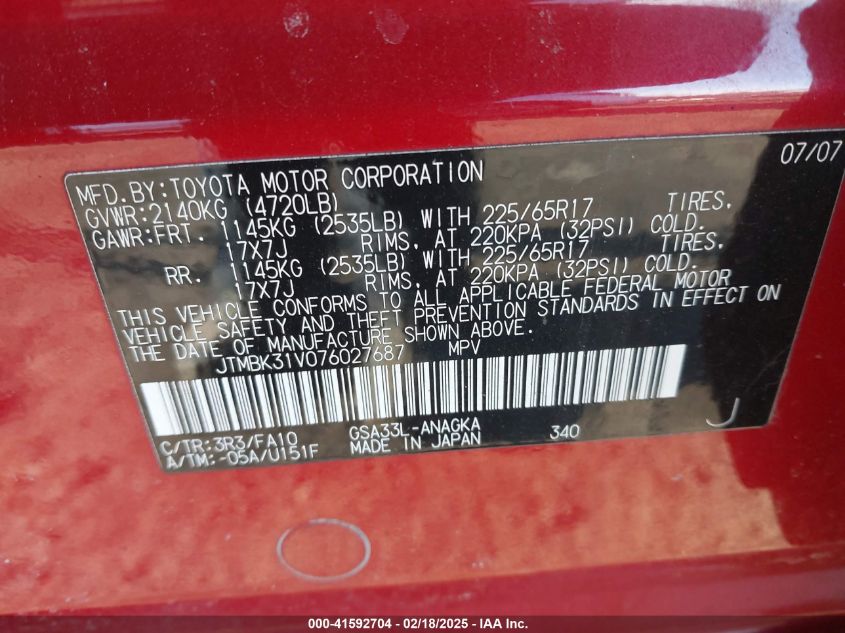 07/07
MFD. BY: TOYOTA MOTOR CORPORATION
GVWR: 2140KG (4720LB)
GAWR: FRT. 1145KG (2535LB) WITH 225/65R17 TIRES,
17X7J RIMS, AT 220KPA (32PSI) COLD.
RR. 1145KG (2535LB) WITH 225/65R17 TIRES,
17X7J RIMS, AT 220KPA (32PSI) COLD.
THIS VEHICLE CONFORMS TO ALL APPLICABLE FEDERAL MOTOR
VEHICLE SAFETY AND THEFT PREVENTION STANDARDS IN EFFECT ON
THE DATE OF MANUFACTURE SHOWN ABOVE.
JTMBK31V076027687 MPV
C/TR: 3R3/FA10 GSA33L-ANAGKA 340 J
A/TM: -05A/U151F MADE IN JAPAN
000-41592704 - 02/18/2025 - IAA Inc.